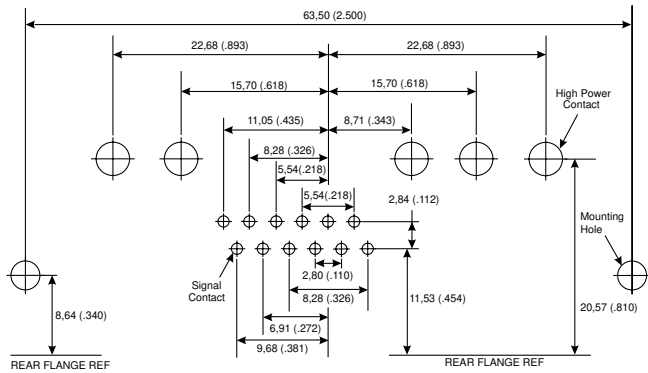 63,50 (2.500)
22,68 (.893)
22,68 (.893)
15,70 (.618)
15,70 (.618)
High Power
Contact
11,05 (.435)
8,71 (.343)
8,28 (.326)
5,54(.218)
5,54(.218)
2,84 (.112)
Mounting
Hole
Signal
Contact
2,80 (.110)
8,28 (.326)
11,53 (.454)
20,57 (.810)
8,64 (.340)
6,91 (.272)
9,68 (.381)
REAR FLANGE REF
REAR FLANGE REF